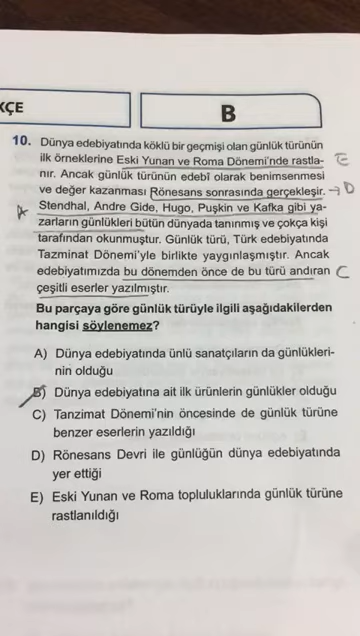 KÇE
B
10. Dünya edebiyatında köklü bir geçmişi olan günlük türünün
ilk örneklerine Eski Yunan ve Roma Dönemi'nde rastla- E
nır. Ancak günlük türünün edebî olarak benimsenmesi
ve değer kazanması Rönesans sonrasında gerçekleşir. → D
A Stendhal, Andre Gide, Hugo, Puşkin ve Kafka gibi ya-
zarların günlükleri bütün dünyada tanınmış ve çokça kişi
tarafından okunmuştur. Günlük türü, Türk edebiyatında
Tazminat Dönemi'yle birlikte yaygınlaşmıştır. Ancak
edebiyatımızda bu dönemden önce de bu türü andıran C
çeşitli eserler yazılmıştır.
Bu parçaya göre günlük türüyle ilgili aşağıdakilerden
hangisi söylenemez?
A) Dünya edebiyatında ünlü sanatçıların da günlükleri-
nin olduğu
B) Dünya edebiyatına ait ilk ürünlerin günlükler olduğu
C) Tanzimat Dönemi'nin öncesinde de günlük türüne
benzer eserlerin yazıldığı
D) Rönesans Devri ile günlüğün dünya edebiyatında
yer ettiği
E) Eski Yunan ve Roma topluluklarında günlük türüne
rastlanıldığı